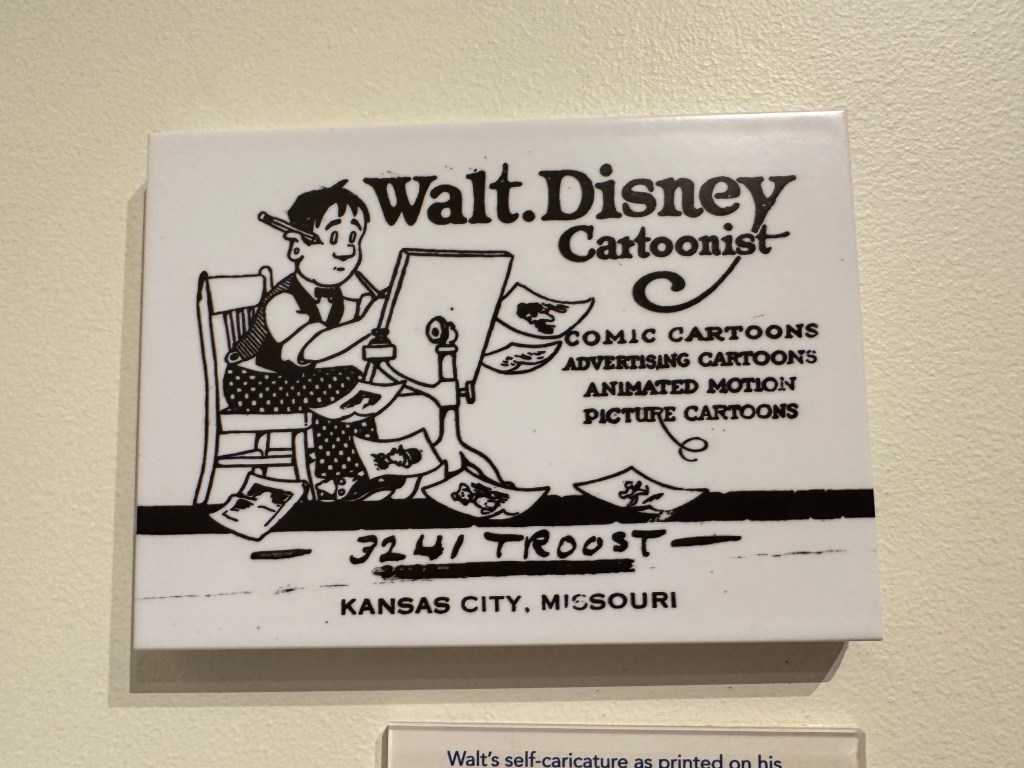 Walt. Disney
Cartoonist
COMIC CARTOONS
ADVERTISING CARTOONS
ANIMATED MOTION
PICTURE CARTOONS
3241 TROOST
KANSAS CITY, MISSOURI
Walt's self-caricature as printed on his